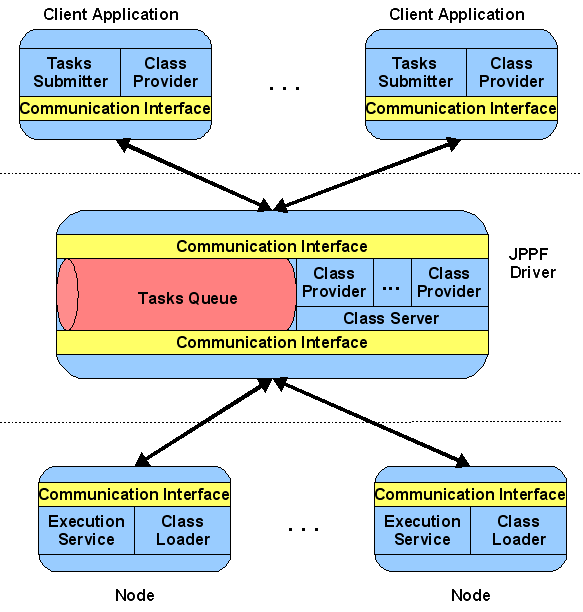 Client Application
Client Application
Tasks
Submitter
Class
Provider
Communication Interface
. . .
Tasks
Submitter
Class
Provider
Communication Interface
Communication Interface
JPPF
Driver
Tasks Queue
Class
Provider
...
Class
Provider
Class Server
Communication Interface
Communication Interface
Execution
Service
Class
Loader
. . .
Communication Interface
Execution
Service
Class
Loader
Node
Node